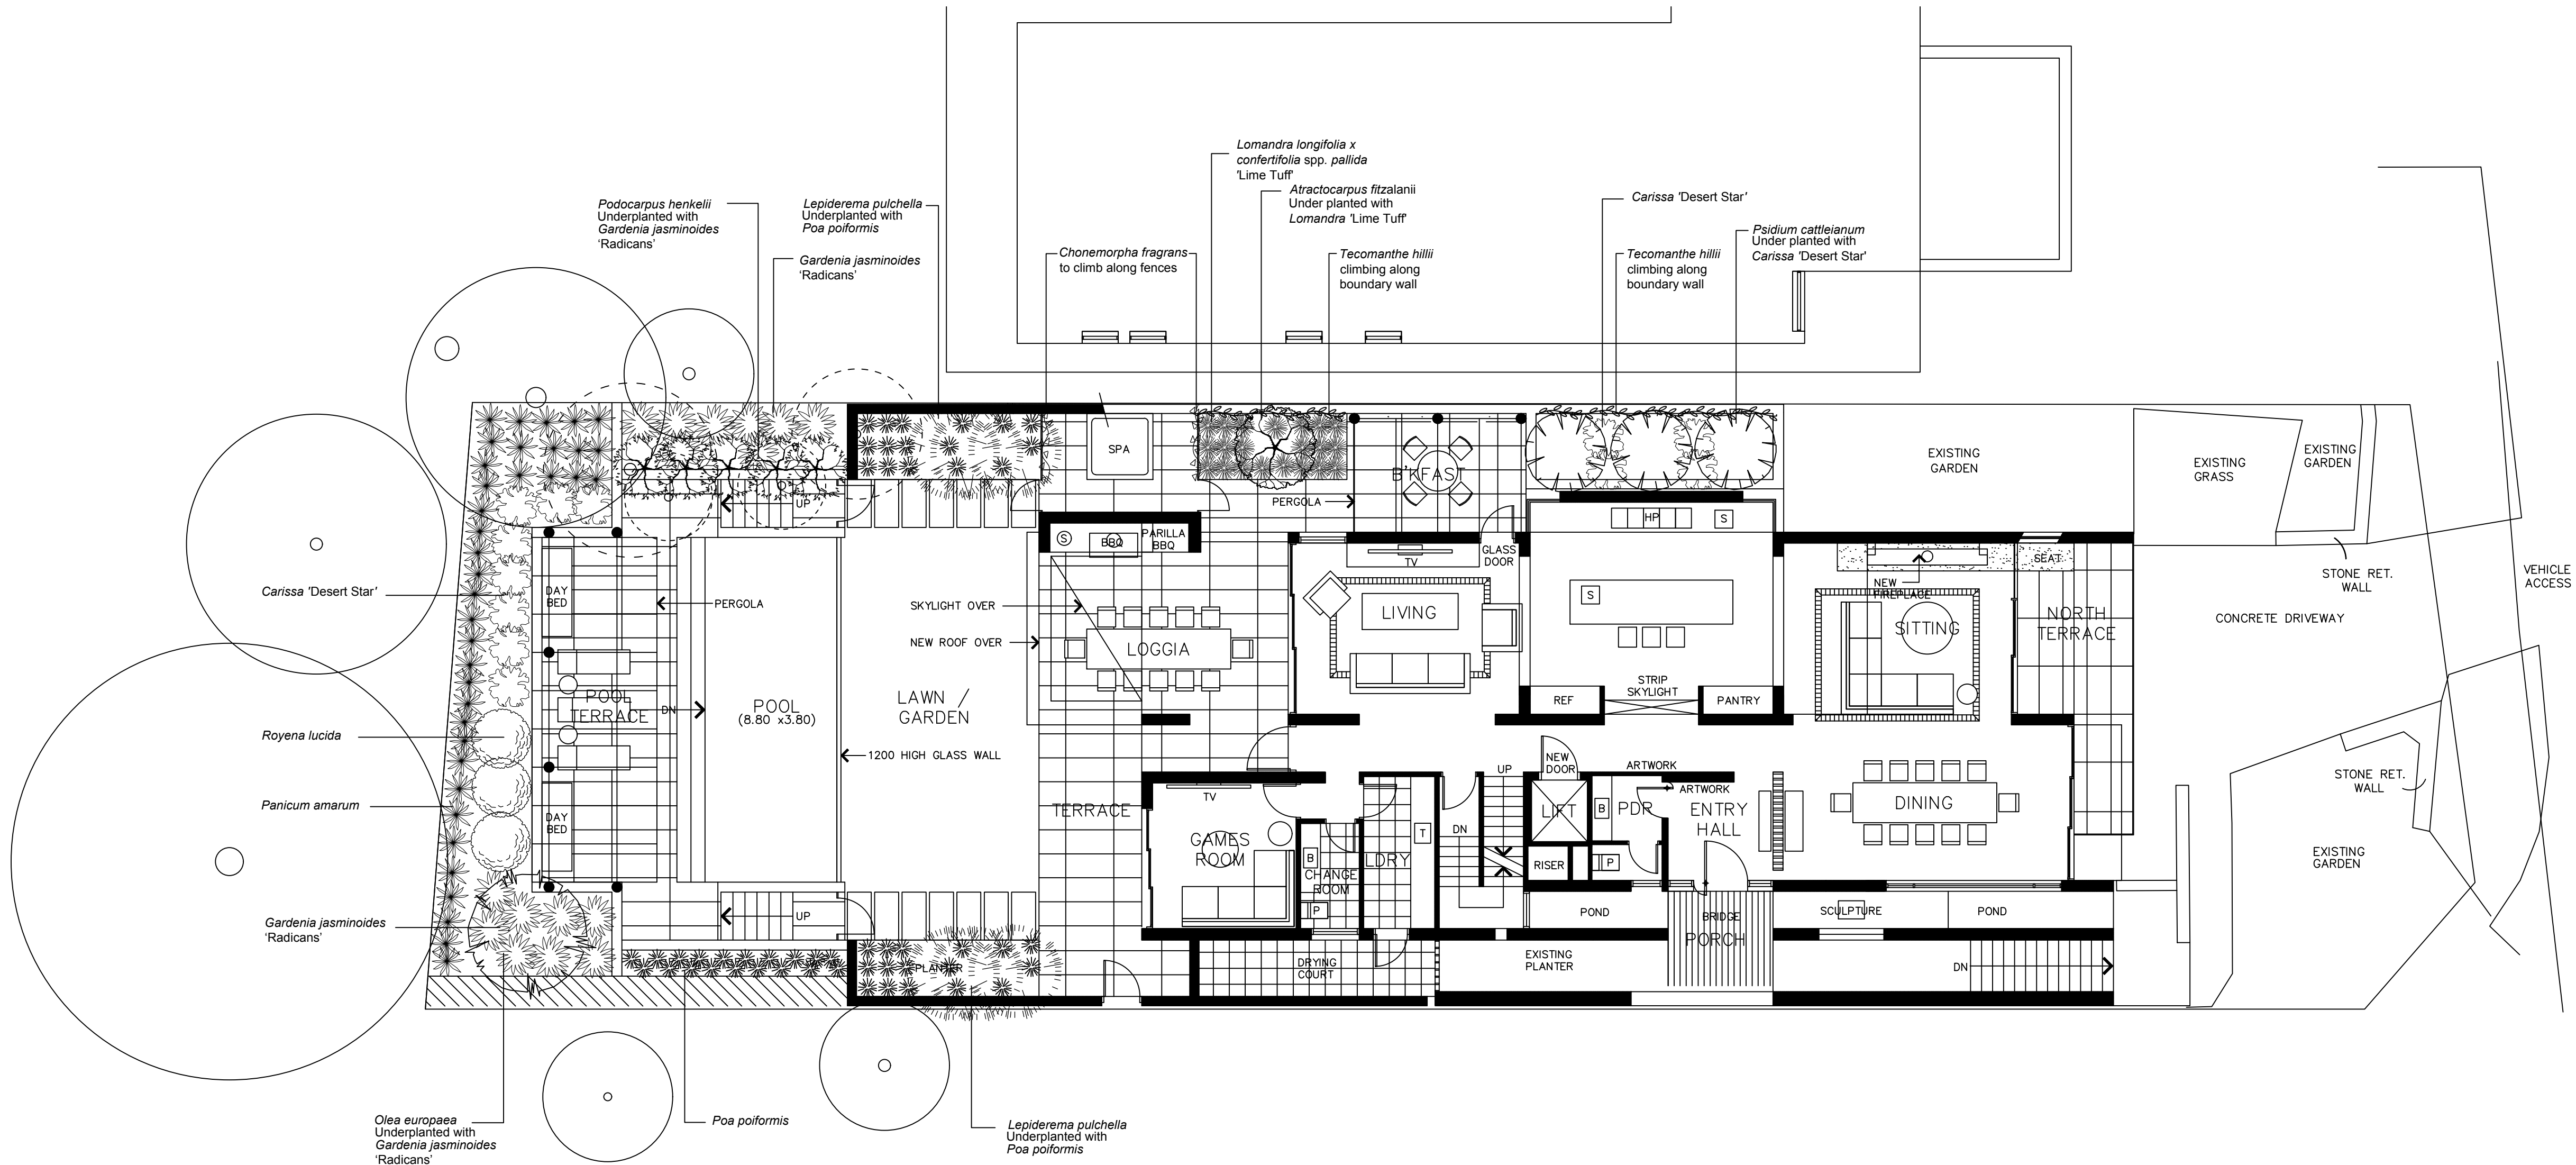 Lomandra longifolia x
confertifolia spp. pallida
'Lime Tuff'
Atractocarpus fitzalanii
Under planted with
Lomandra 'Lime Tuff'
Carissa 'Desert Star'
Podocarpus henkelii
Underplanted with
Gardenia jasminoides
‘Radicans’
Lepiderema pulchella
Underplanted with
Poa poiformis
Gardenia jasminoides
‘Radicans’
Chonemorpha fragrans
to climb along fences
Tecomanthe hillii
climbing along
boundary wall
Tecomanthe hillii
climbing along
boundary wall
Psidium cattleianum
Under planted with
Carissa 'Desert Star'
SPA
B'KFAST
PERGOLA
EXISTING
GARDEN
EXISTING
GRASS
EXISTING
GARDEN
UP
S
BBQ
PARILLA
BBQ
TV
GLASS
DOOR
HP
S
NEW
FIREPLACE
SEAT
STONE RET.
WALL
VEHICLE
ACCESS
Carissa 'Desert Star'
DAY
BED
PERGOLA
SKYLIGHT OVER
NEW ROOF OVER
LOGGIA
LIVING
S
SITTING
NORTH
TERRACE
CONCRETE DRIVEWAY
Royena lucida
POOL
TERRACE
DN
POOL
(8.80 x3.80)
LAWN /
GARDEN
REF
STRIP
SKYLIGHT
PANTRY
1200 HIGH GLASS WALL
Panicum amarum
DAY
BED
TERRACE
TV
GAMES
ROOM
B
CHANGE
ROOM
P
LDRY
T
DN
UP
NEW
DOOR
LIFT
RISER
ARTWORK
B
PDR
P
ARTWORK
ENTRY
HALL
DINING
STONE RET.
WALL
EXISTING
GARDEN
Gardenia jasminoides
‘Radicans’
UP
PLANTER
DRYING
COURT
POND
EXISTING
PLANTER
BRIDGE
PORCH
SCULPTURE
POND
DN
Olea europaea
Underplanted with
Gardenia jasminoides
‘Radicans’
Poa poiformis
Lepiderema pulchella
Underplanted with
Poa poiformis